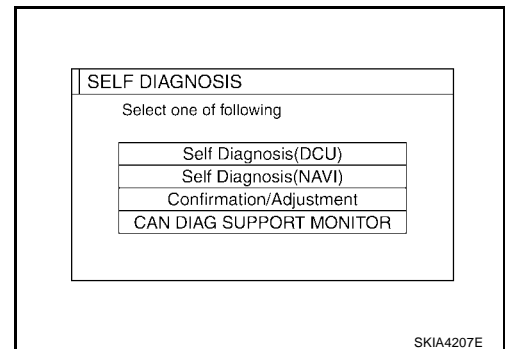 SELF DIAGNOSIS
Select one of following
Self Diagnosis(DCU)
Self Diagnosis(NAVI)
Confirmation/Adjustment
CAN DIAG SUPPORT MONITOR
SKIA4207E